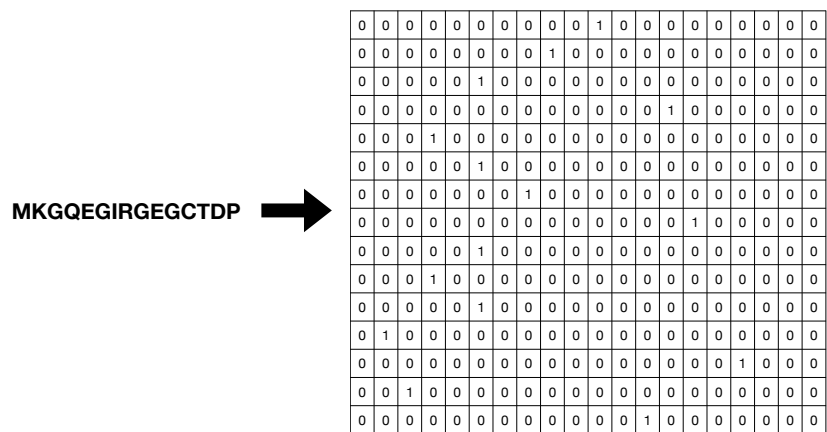 MKGQEGIRGEGCTDP
0 0 0 0 0 0 0 0 0 0 1 0 0 0 0 0 0 0 0 0
0 0 0 0 0 0 0 0 1 0 0 0 0 0 0 0 0 0 0 0
0 0 0 0 0 1 0 0 0 0 0 0 0 0 0 0 0 0 0 0
0 0 0 0 0 0 0 0 0 0 0 0 0 1 0 0 0 0 0 0
0 0 0 1 0 0 0 0 0 0 0 0 0 0 0 0 0 0 0 0
0 0 0 0 0 1 0 0 0 0 0 0 0 0 0 0 0 0 0 0
0 0 0 0 0 0 0 1 0 0 0 0 0 0 0 0 0 0 0 0
0 0 0 0 0 0 0 0 0 0 0 0 0 0 1 0 0 0 0 0
0 0 0 0 0 1 0 0 0 0 0 0 0 0 0 0 0 0 0 0
0 0 0 1 0 0 0 0 0 0 0 0 0 0 0 0 0 0 0 0
0 0 0 0 0 1 0 0 0 0 0 0 0 0 0 0 0 0 0 0
0 1 0 0 0 0 0 0 0 0 0 0 0 0 0 0 0 0 0 0
0 0 0 0 0 0 0 0 0 0 0 0 0 0 0 0 1 0 0 0
0 0 1 0 0 0 0 0 0 0 0 0 0 0 0 0 0 0 0 0
0 0 0 0 0 0 0 0 0 0 0 0 1 0 0 0 0 0 0 0